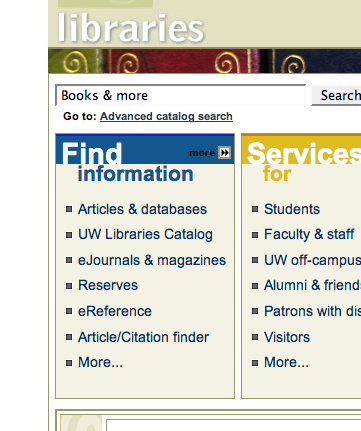 libraries
Books & more
Search
Go to: Advanced catalog search
Find
more
information
Articles & databases
UW Libraries Catalog
eJournals & magazines
Reserves
eReference
Article/Citation finder
More...
Services
for
Students
Faculty & staff
UW off-campus
Alumni & friend
Patrons with dis
Visitors
More...